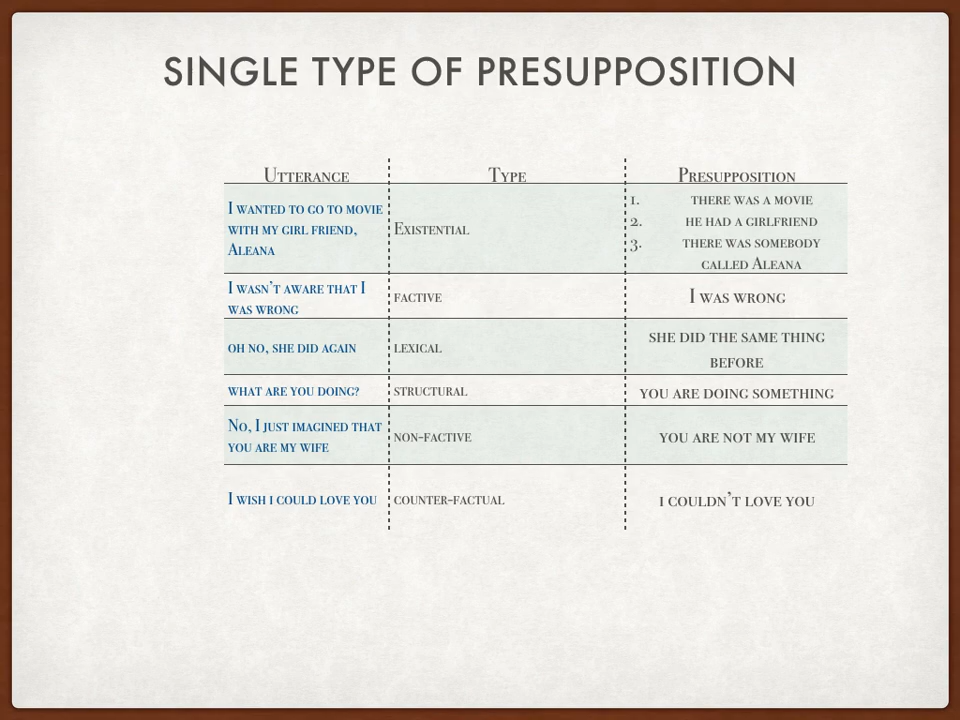 SINGLE TYPE OF PRESUPPOSITION
Utterance Type Presupposition
I wanted to go to movie
with my girl friend,
Aleana
Existential
1. there was a movie
2. he had a girlfriend
3. there was somebody
called Aleana
I wasn't aware that I
was wrong
factive
I was wrong
oh no, she did again
lexical
she did the same thing
before
what are you doing?
structural
you are doing something
No, I just imagined that
you are my wife
non-factive
you are not my wife
I wish i could love you
counter-factual
i couldn't love you